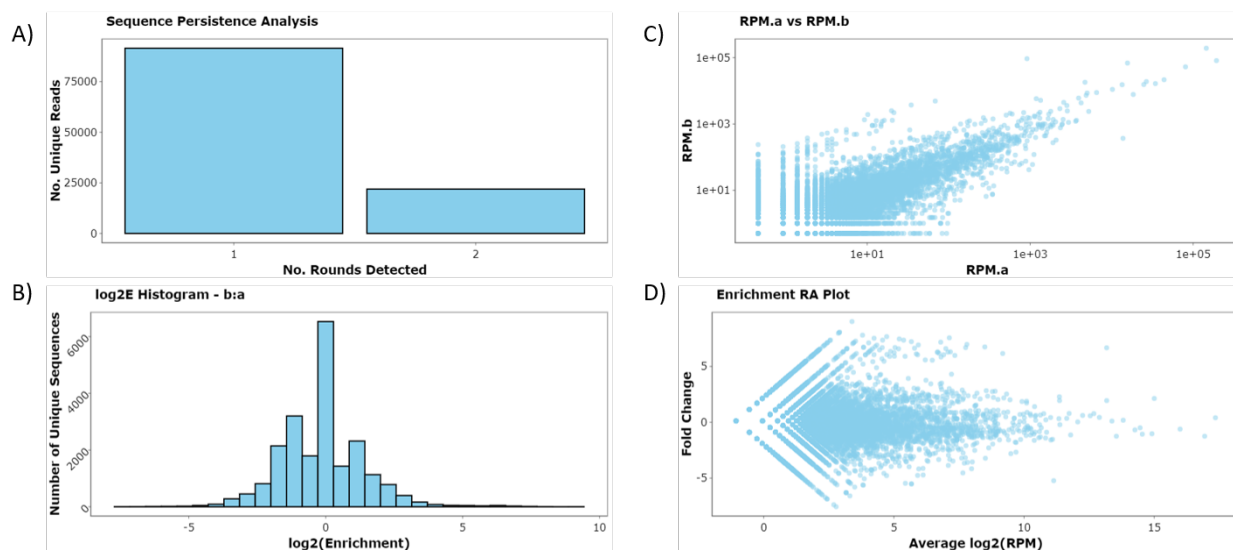 A)
Sequence Persistence Analysis
No. Unique Reads
75000
50000
25000
0
1
2
No. Rounds Detected
B)
log2E Histogram - b:a
Number of Unique Sequences
6000
4000
2000
0
-5
0
5
10
log2(Enrichment)
C)
RPM.a vs RPM.b
RPM.b
1e+05
1e+03
1e+01
1e+01
1e+03
1e+05
RPM.a
D)
Enrichment RA Plot
Fold Change
5
0
-5
0
5
10
15
Average log2(RPM)